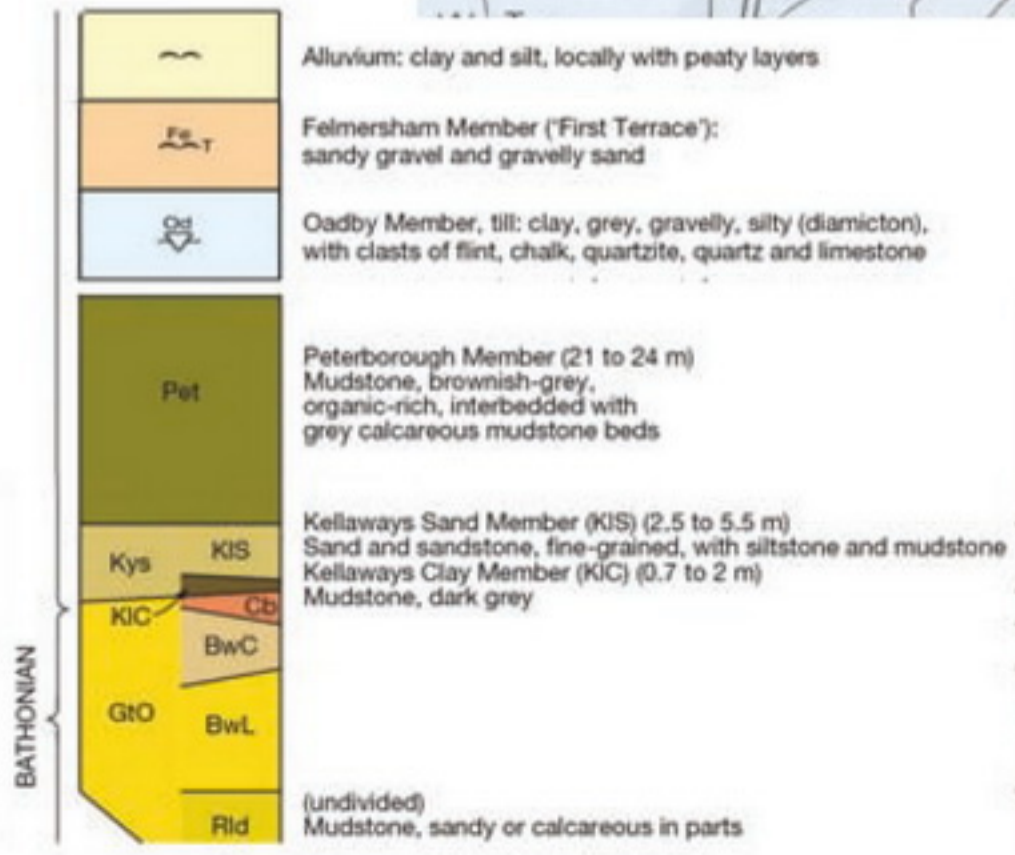 Alluvium: clay and silt, locally with peaty layers
Fe
T
Felmersham Member ('First Terrace'):
sandy gravel and gravelly sand
Od
Oadby Member, till: clay, grey, gravelly, silty (diamicton),
with clasts of flint, chalk, quartzite, quartz and limestone
Pet
Peterborough Member (21 to 24 m)
Mudstone, brownish-grey,
organic-rich, interbedded with
grey calcareous mudstone beds
Kys
KlS
Kellaways Sand Member (KlS) (2.5 to 5.5 m)
Sand and sandstone, fine-grained, with siltstone and mudstone
KlC
Kellaways Clay Member (KlC) (0.7 to 2 m)
Mudstone, dark grey
Cb
BwC
GtO
BwL
BATHONIAN
Rld
(undivided)
Mudstone, sandy or calcareous in parts